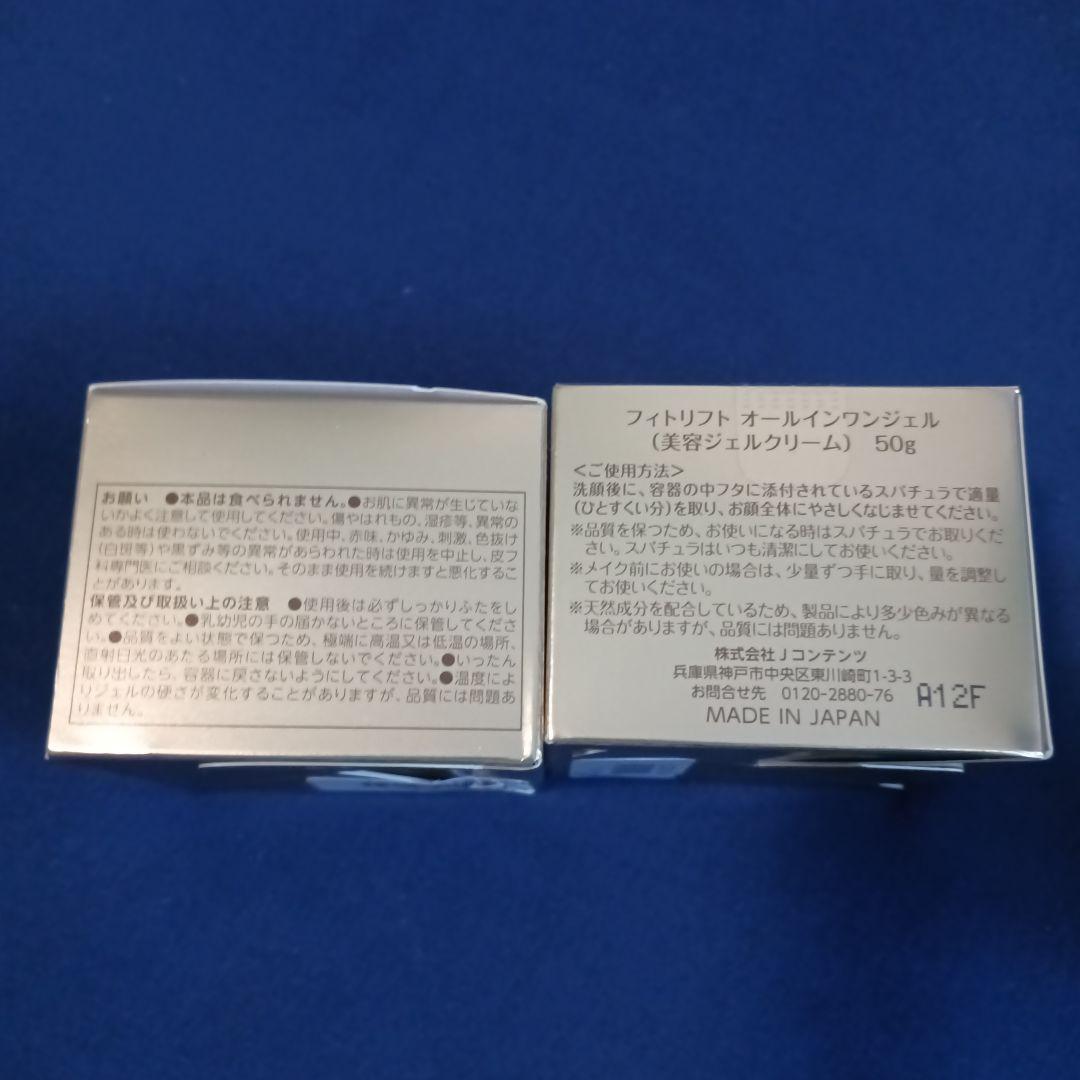 お願い ●本品は食べられません。●お肌に異常が生じていな
いかよく注意して使用してください。傷やはれもの、湿疹等、異常の
ある時は使わないでください。使用中、赤味、かゆみ、刺激、色抜け
(白斑等)や黒ずみ等の異常があらわれた時は使用を中止し、皮フ
科専門医にご相談ください。そのまま使用を続けますと悪化するこ
とがあります。
保管及び取扱い上の注意 ●使用後は必ずしっかりふたをし
めてください。●乳幼児の手の届かないところに保管してくださ
い。●品質をよい状態で保つため、極端に高温又は低温の場所、
直射日光のあたる場所には保管しないでください。●いったん
取り出したら、容器に戻さないようにしてください。●温度によ
りジェルの硬さが変化することがありますが、品質には問題あ
りません。
フィトリフト オールインワンジェル
(美容ジェルクリーム) 50g
<ご使用方法>
洗顔後に、容器の中フタに添付されているスパチュラで適量
(ひとすくい分)を取り、お顔全体にやさしくなじませてください。
※品質を保つため、お使いになる時はスパチュラでお取りくだ
さい。スパチュラはいつも清潔にしてお使いください。
※メイク前にお使いの場合は、少量ずつ手に取り、量を調整し
てお使いください。
※天然成分を配合しているため、製品により多少色みが異なる
場合がありますが、品質には問題ありません。
株式会社Jコンテンツ
兵庫県神戸市中央区東川崎町1-3-3
お問合せ先 0120-2880-76
A12F
MADE IN JAPAN